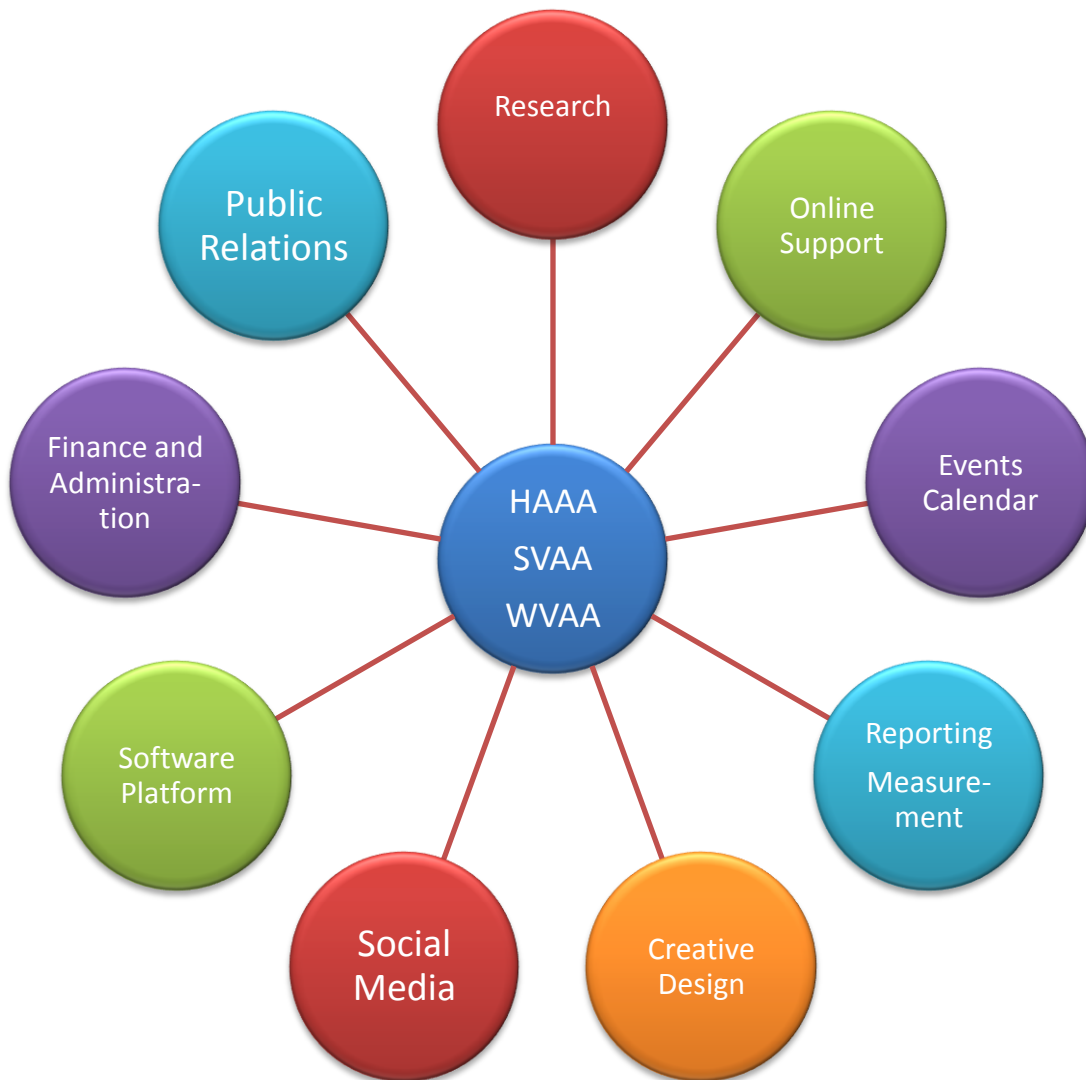 Research
Online
Support
Events
Calendar
Reporting
Measure-
ment
Creative
Design
Social
Media
Software
Platform
Finance and
Administra-
tion
Public
Relations
HAAA
SVAA
WVAA